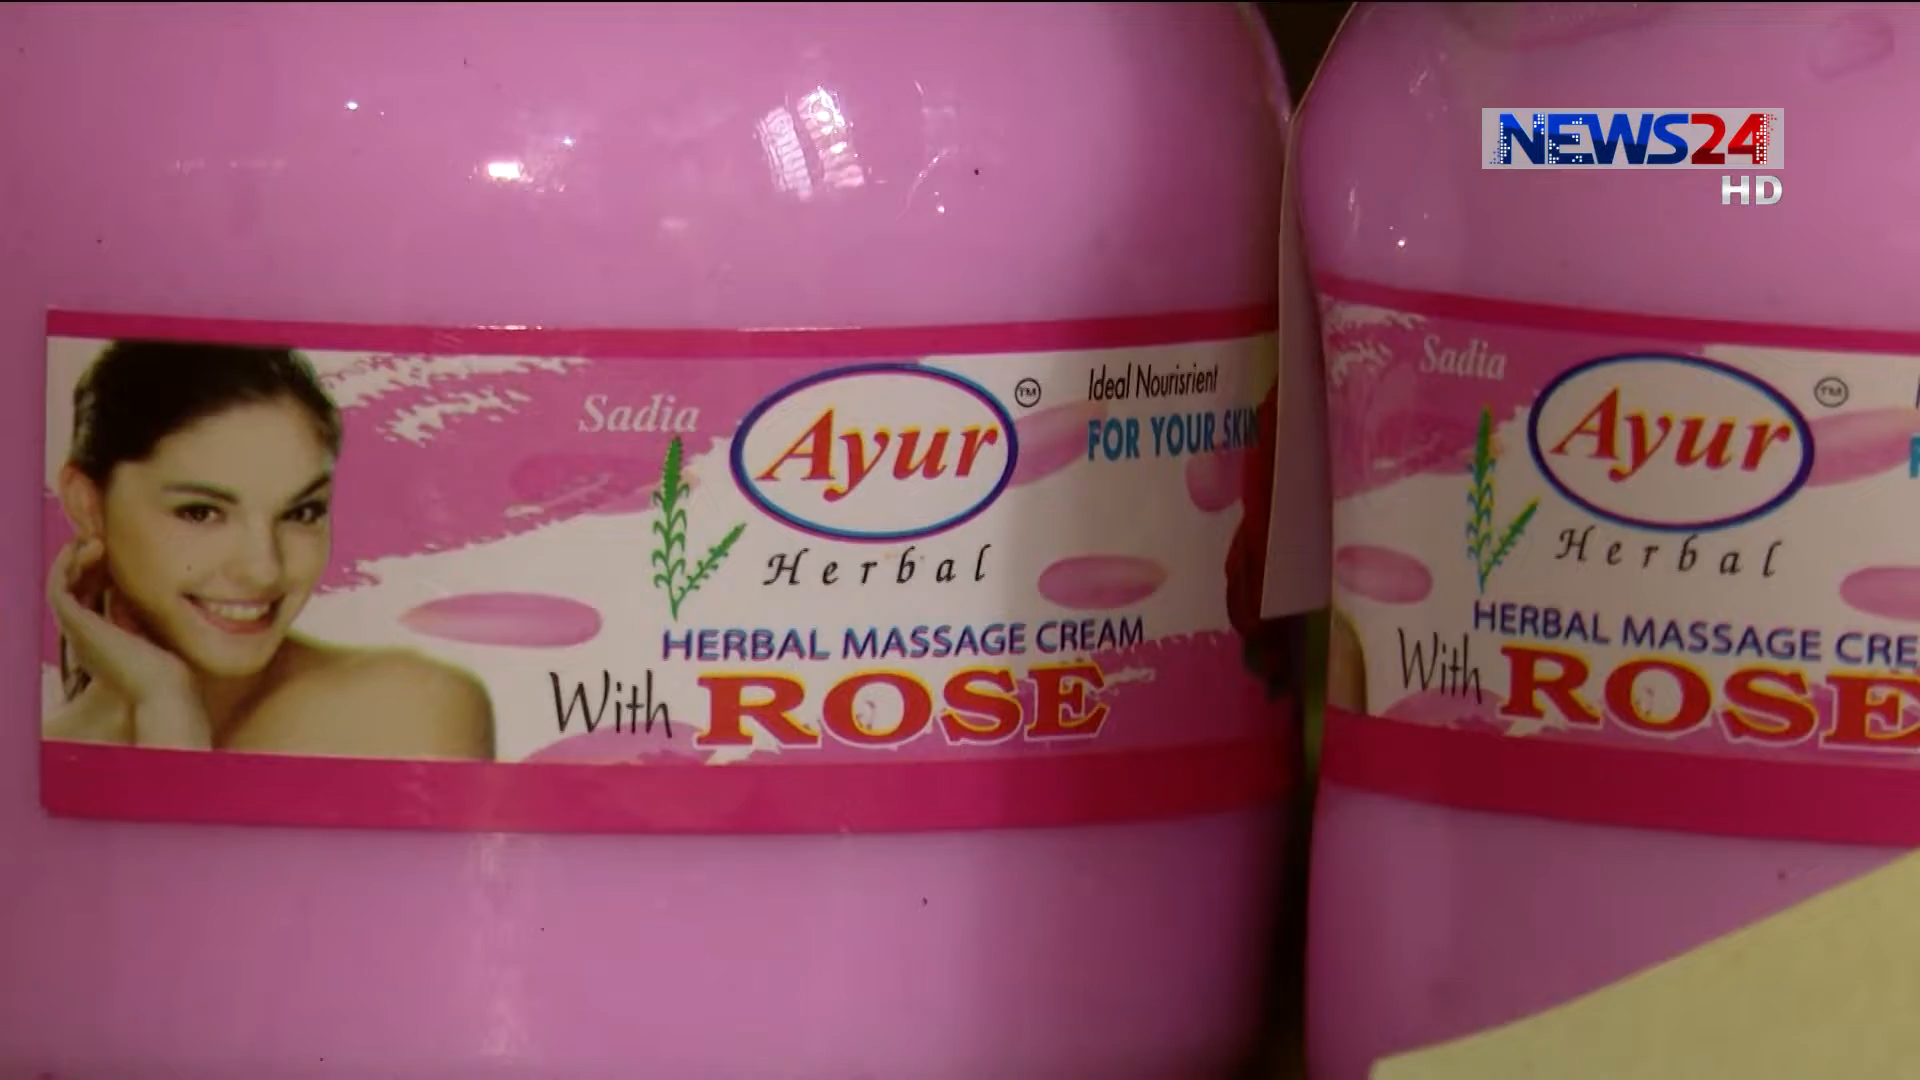 NEWS24
HD
Sadia
Ayur
TM
Herbal
Ideal Nourisrient
FOR YOUR SKIN
HERBAL MASSAGE CREAM
With ROSE
Sadia
Ayur
TM
Herbal
HERBAL MASSAGE CRE
With ROSE